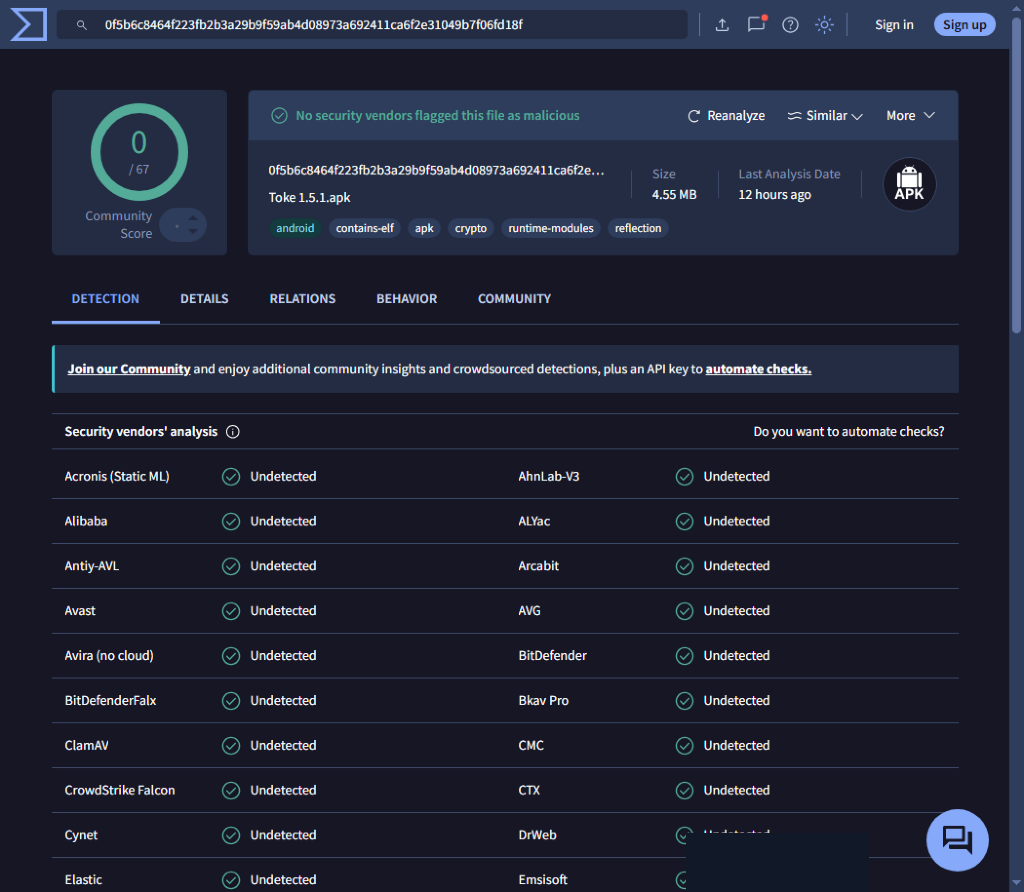 0f5b6c8464f223fb2b3a29b9f59ab4d08973a692411ca6f2e31049b7f06fd18f
Sign in
Sign up
0
/ 67
Community
Score
No security vendors flagged this file as malicious
Reanalyze
Similar
More
0f5b6c8464f223fb2b3a29b9f59ab4d08973a692411ca6f2e...
Toke 1.5.1.apk
Size
4.55 MB
Last Analysis Date
12 hours ago
APK
android
contains-elf
apk
crypto
runtime-modules
reflection
DETECTION
DETAILS
RELATIONS
BEHAVIOR
COMMUNITY
Join our Community and enjoy additional community insights and crowdsourced detections, plus an API key to automate checks.
Security vendors' analysis
Do you want to automate checks?
Acronis (Static ML) Undetected AhnLab-V3 Undetected
Alibaba Undetected ALYac Undetected
Antiy-AVL Undetected Arcabit Undetected
Avast Undetected AVG Undetected
Avira (no cloud) Undetected BitDefender Undetected
BitDefenderFalx Undetected Bkav Pro Undetected
ClamAV Undetected CMC Undetected
CrowdStrike Falcon Undetected CTX Undetected
Cynet Undetected DrWeb
Elastic Undetected Emsisoft